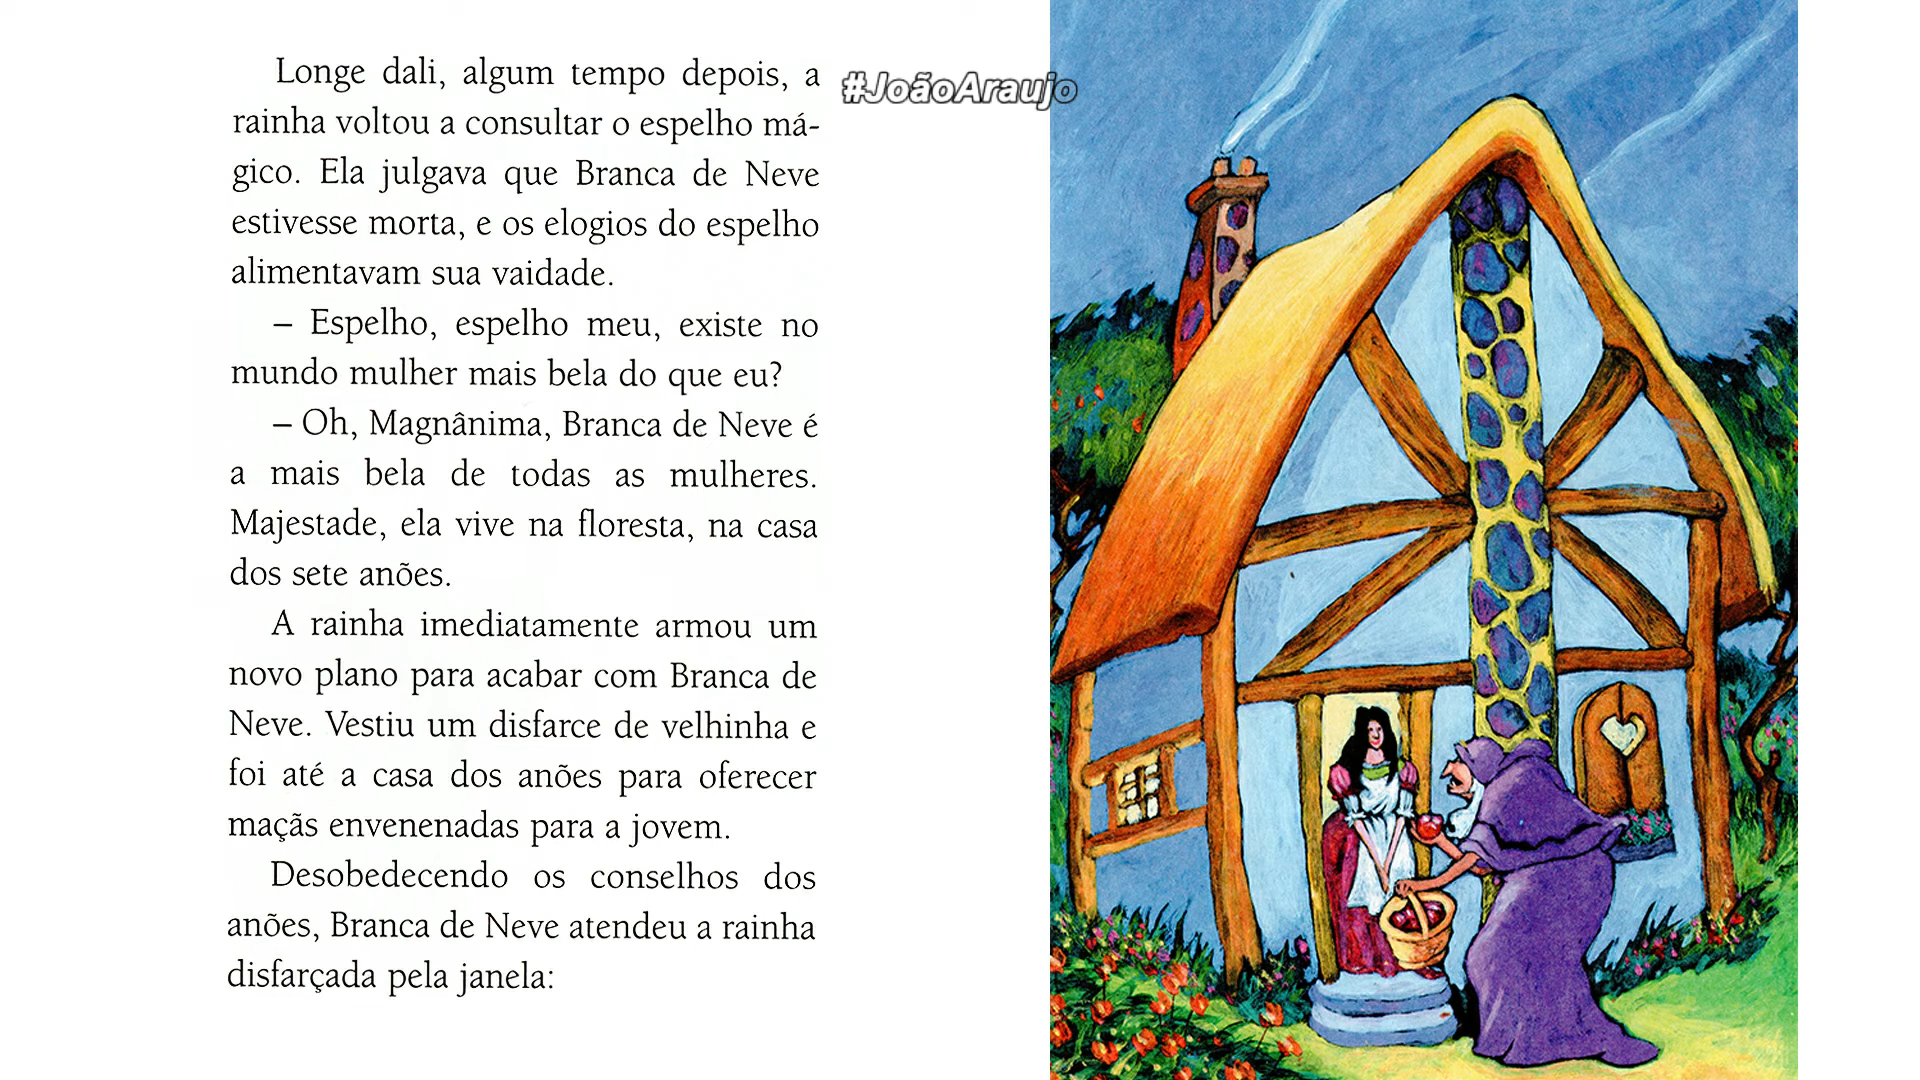 Longe dali, algum tempo depois, a
rainha voltou a consultar o espelho má-
gico. Ela julgava que Branca de Neve
estivesse morta, e os elogios do espelho
alimentavam sua vaidade.
– Espelho, espelho meu, existe no
mundo mulher mais bela do que eu?
– Oh, Magnânima, Branca de Neve é
a mais bela de todas as mulheres.
Majestade, ela vive na floresta, na casa
dos sete anões.
A rainha imediatamente armou um
novo plano para acabar com Branca de
Neve. Vestiu um disfarce de velhinha e
foi até a casa dos anões para oferecer
maçãs envenenadas para a jovem.
Desobedecendo os conselhos dos
anões, Branca de Neve atendeu a rainha
disfarçada pela janela:
#JoãoAraujo